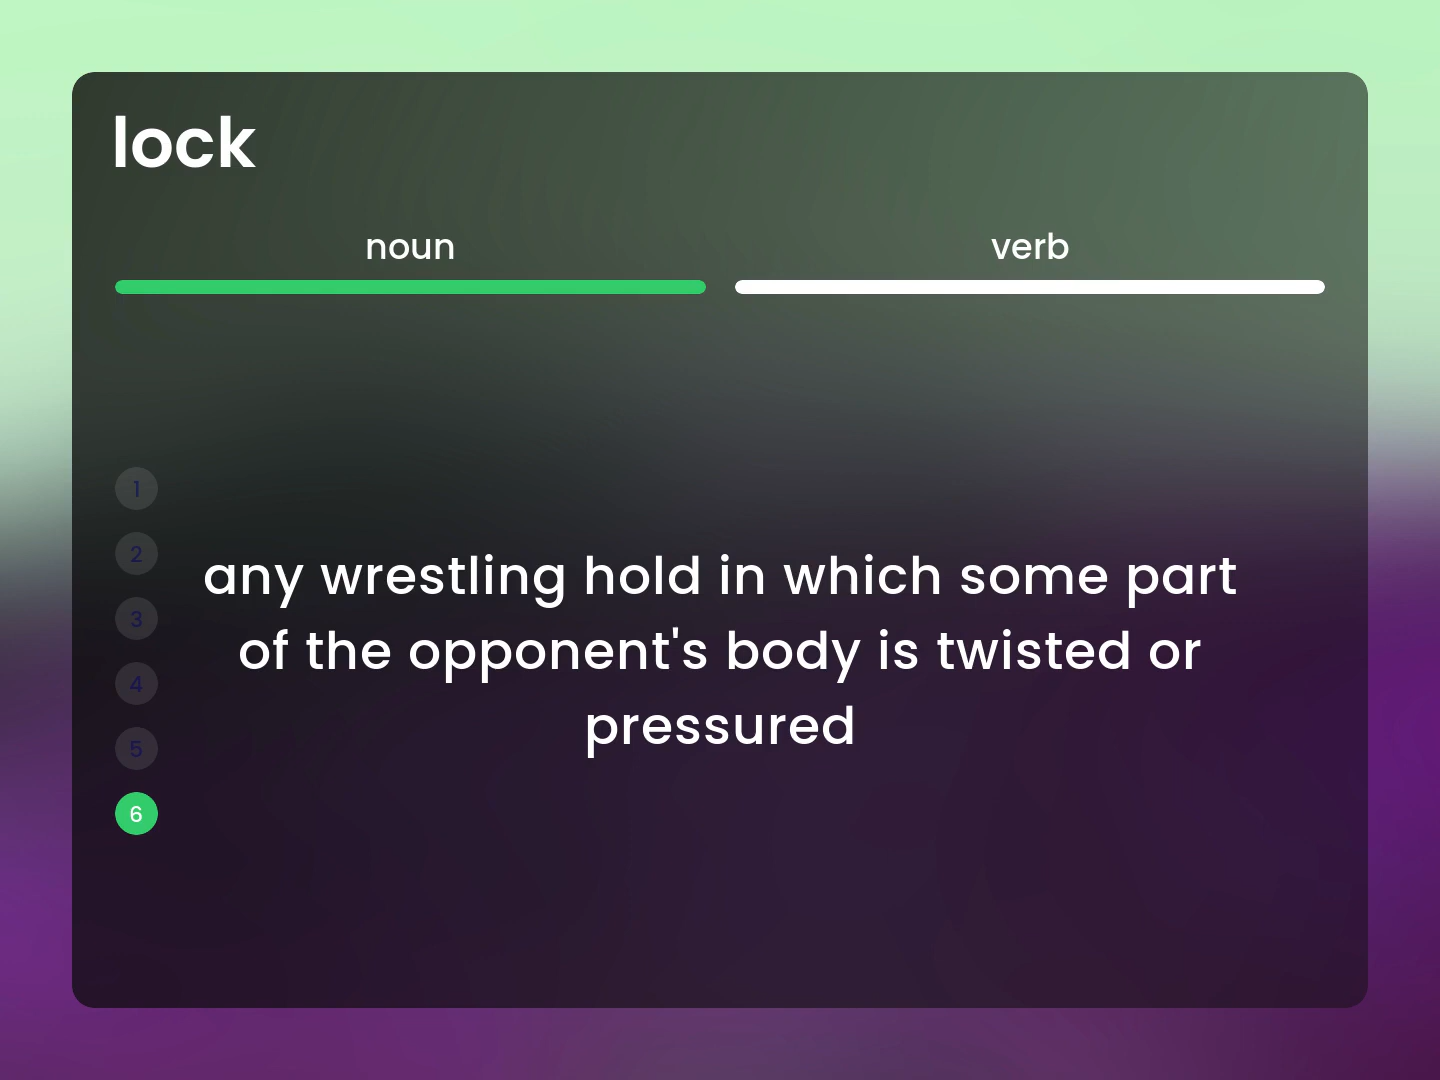 lock
noun
verb
1
2
3
4
5
6
any wrestling hold in which some part
of the opponent's body is twisted or
pressured